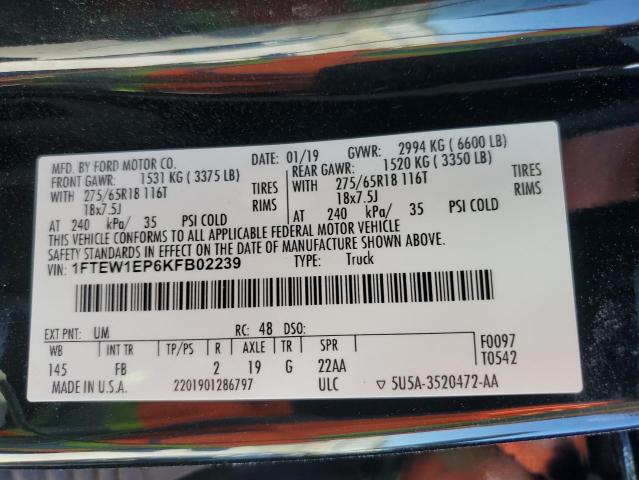 MFD. BY FORD MOTOR CO. DATE: 01/19 GVWR: 2994 KG ( 6600 LB)
FRONT GAWR: 1531 KG ( 3375 LB) REAR GAWR: 1520 KG ( 3350 LB)
WITH 275/65R18 116T TIRES WITH 275/65R18 116T TIRES
18x7.5J RIMS 18x7.5J RIMS
AT 240 kPa/ 35 PSI COLD AT 240 kPa/ 35 PSI COLD
THIS VEHICLE CONFORMS TO ALL APPLICABLE FEDERAL MOTOR VEHICLE
SAFETY STANDARDS IN EFFECT ON THE DATE OF MANUFACTURE SHOWN ABOVE.
VIN: 1FTEW1EP6KFB02239 TYPE: Truck
EXT PNT: UM RC: 48 DSO:
WB INT TR TP/PS R AXLE TR SPR F0097
145 FB 2 19 G 22AA T0542
MADE IN U.S.A. 2201901286797 ULC ▽ 5U5A-3520472-AA